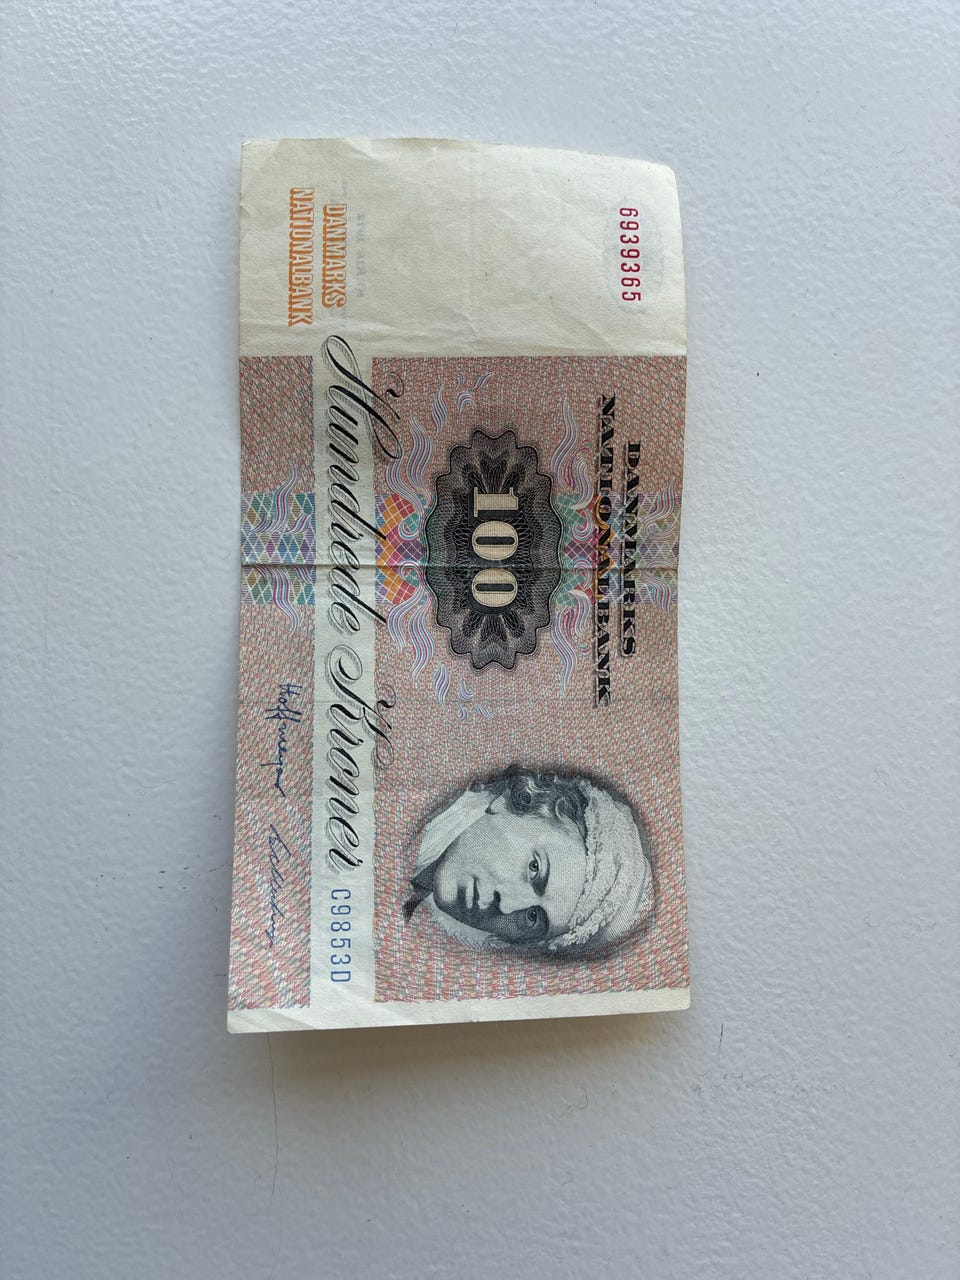 6939365
DANMARKS
NATIONALBANK
100
DANMARKS
NATIONALBANK
Hundrede Kroner
C9853D